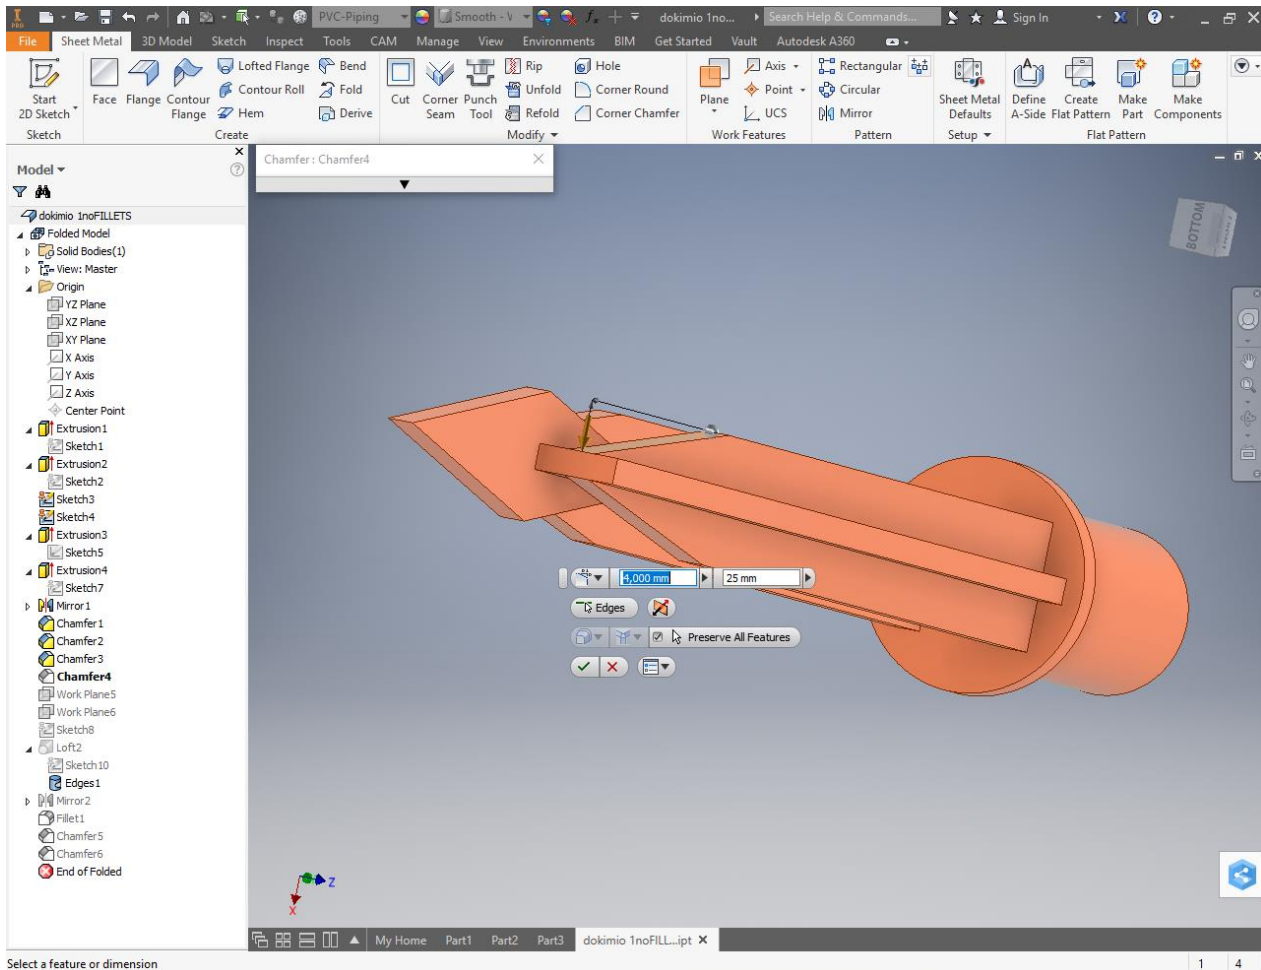 PRO PVC-Piping Smooth - V dokimio 1no... Search Help & Commands... Sign In
File Sheet Metal 3D Model Sketch Inspect Tools CAM Manage View Environments BIM Get Started Vault Autodesk A360
Start 2D Sketch
Face Flange Contour Flange
Lofted Flange Bend
Contour Roll Fold
Hem Derive
Cut Corner Seam Punch Tool
Rip Hole
Unfold Corner Round
Refold Corner Chamfer
Plane
Axis
Point
UCS
Rectangular
Circular
Mirror
Sheet Metal Defaults
Define A-Side Create Flat Pattern Make Part Make Components
Sketch Create Modify Work Features Pattern Setup Flat Pattern
Model
Chamfer : Chamfer4
dokimio 1noFILLETS
Folded Model
Solid Bodies(1)
View: Master
Origin
YZ Plane
XZ Plane
XY Plane
X Axis
Y Axis
Z Axis
Center Point
Extrusion1
Sketch1
Extrusion2
Sketch2
Sketch3
Sketch4
Extrusion3
Sketch5
Extrusion4
Sketch7
Mirror1
Chamfer1
Chamfer2
Chamfer3
Chamfer4
Work Plane5
Work Plane6
Sketch8
Loft2
Sketch10
Edges1
Mirror2
Fillet1
Chamfer5
Chamfer6
End of Folded
BOTTOM
4,000 mm 25 mm
Edges
Preserve All Features
Z
X
My Home Part1 Part2 Part3 dokimio 1noFILL...ipt
Select a feature or dimension 1 4